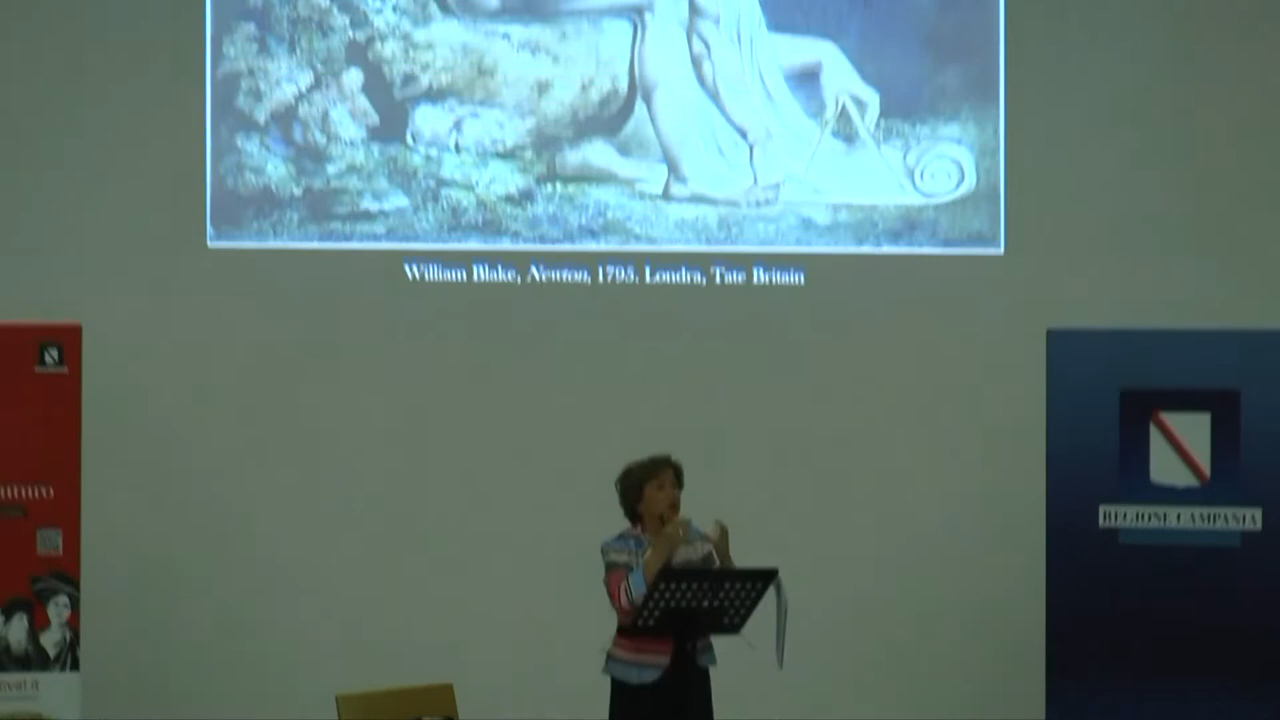 William Blake, Newton, 1795. Londra, Tate Britain
REGIONE CAMPANIA